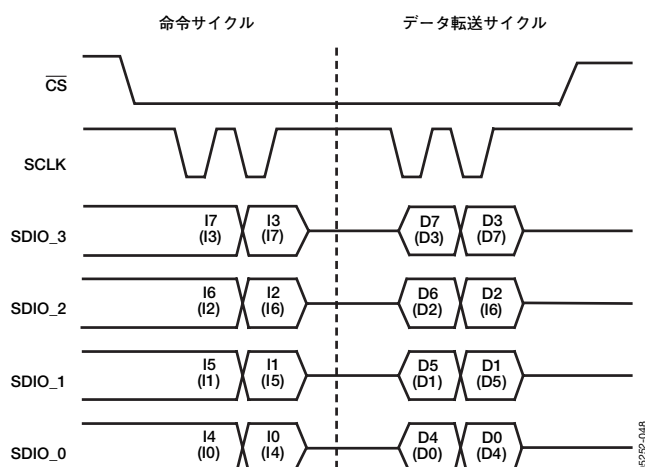 命令サイクル データ転送サイクル
CS
SCLK
SDIO_3 I7 I3 D7 D3
(I3) (I7) (D3) (D7)
SDIO_2 I6 I2 D6 D2
(I2) (I6) (D2) (I6)
SDIO_1 I5 I1 D5 D1
(I1) (I5) (D1) (D5)
SDIO_0 I4 I0 D4 D0
(I0) (I4) (D0) (D4)